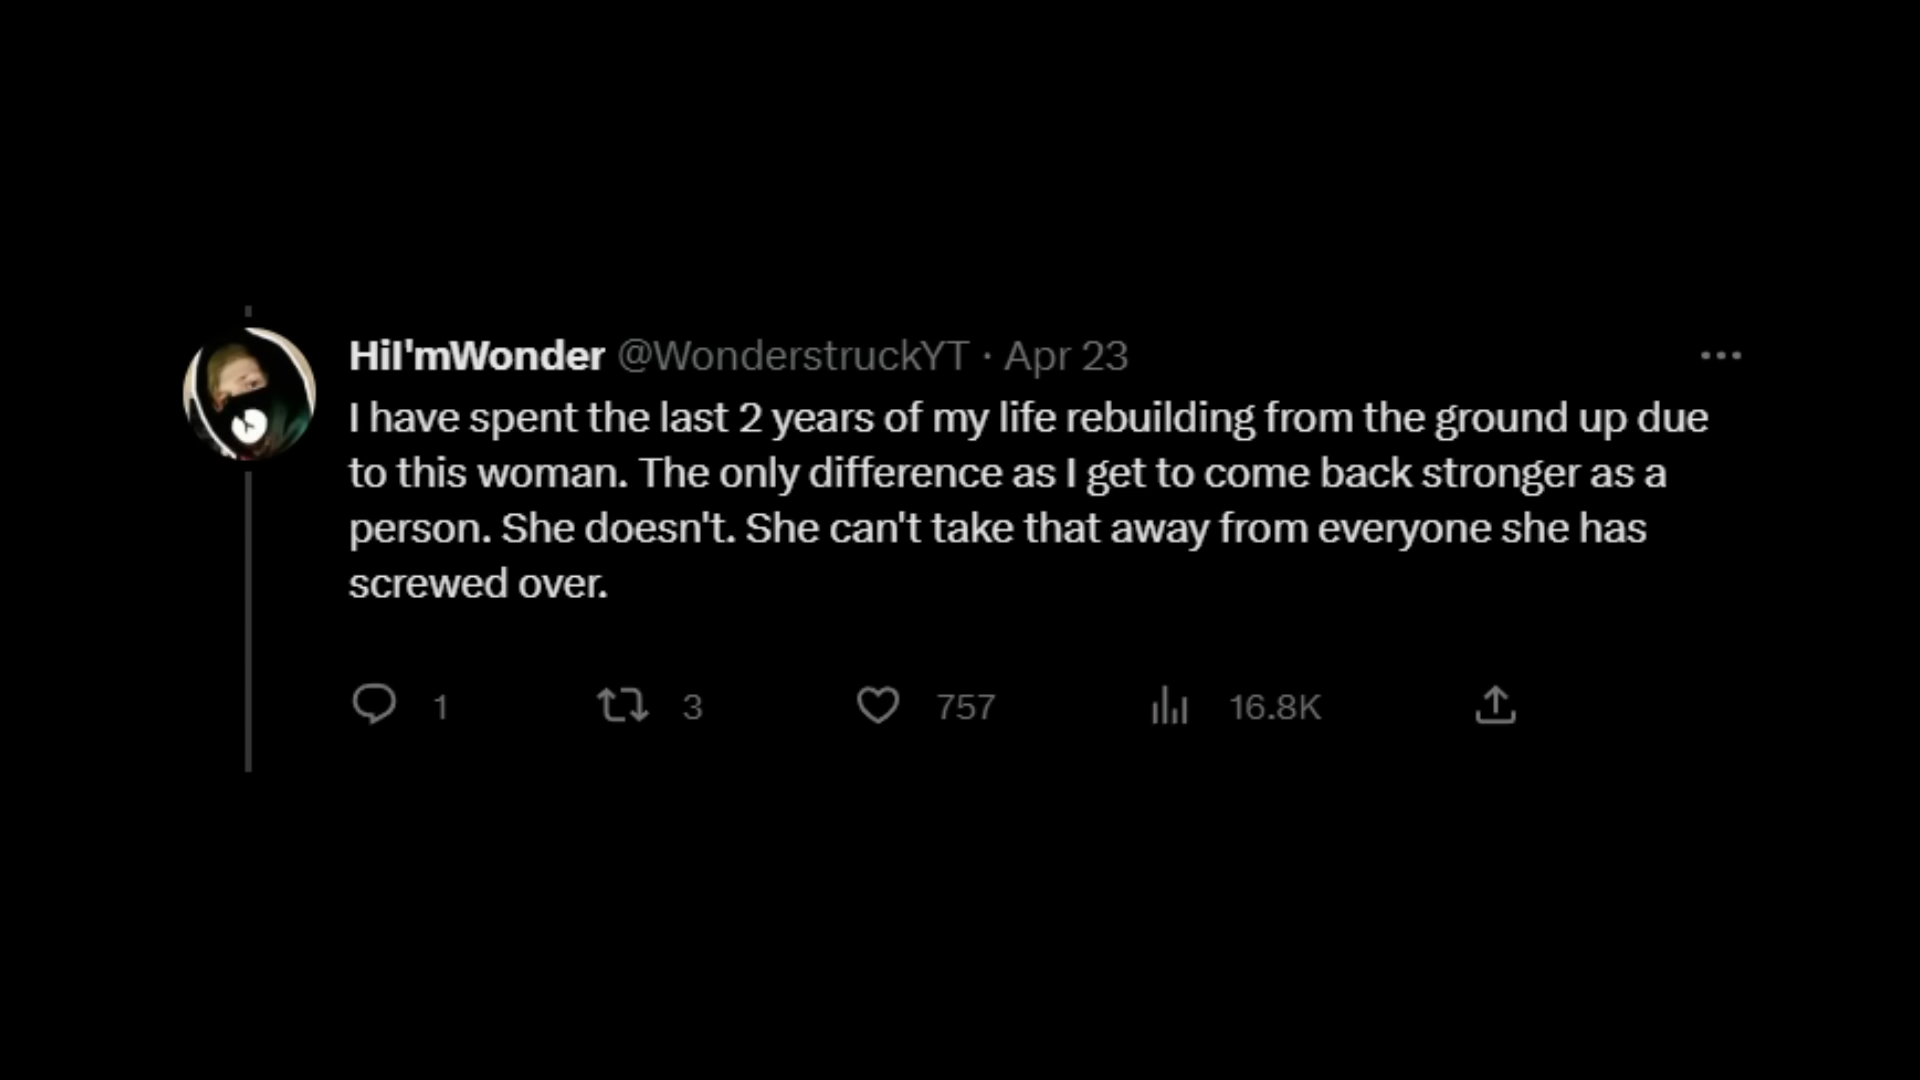 HiI'mWonder @WonderstruckYT · Apr 23
I have spent the last 2 years of my life rebuilding from the ground up due
to this woman. The only difference as I get to come back stronger as a
person. She doesn't. She can't take that away from everyone she has
screwed over.
1 3 757 16.8K